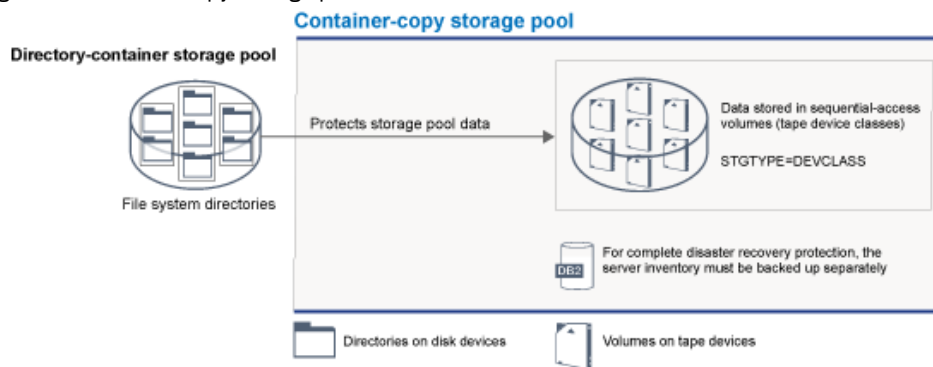 Container-copy storage pool
Directory-container storage pool
Protects storage pool data
File system directories
Data stored in sequential-access
volumes (tape device classes)
STGTYPE=DEVCLASS
DB2
For complete disaster recovery protection, the
server inventory must be backed up separately
Directories on disk devices
Volumes on tape devices